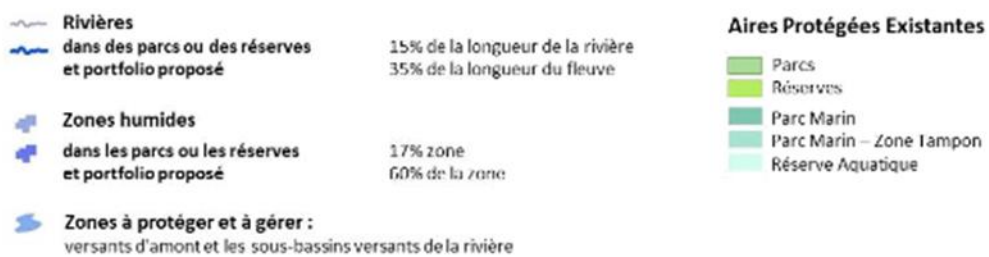 Rivières
dans des parcs ou des réserves 15% de la longueur de la rivière
et portfolio proposé 35% de la longueur du fleuve
Zones humides
dans les parcs ou les réserves 17% zone
et portfolio proposé 60% de la zone
Zones à protéger et à gérer :
versants d'amont et les sous-bassins versants de la rivière
Aires Protégées Existantes
Parcs
Réserves
Parc Marin
Parc Marin – Zone Tampon
Réserve Aquatique